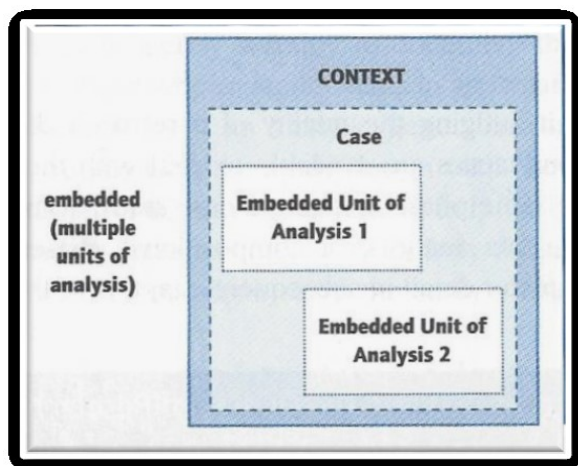 CONTEXT
Case
embedded
(multiple
units of
analysis)
Embedded Unit of
Analysis 1
Embedded Unit of
Analysis 2